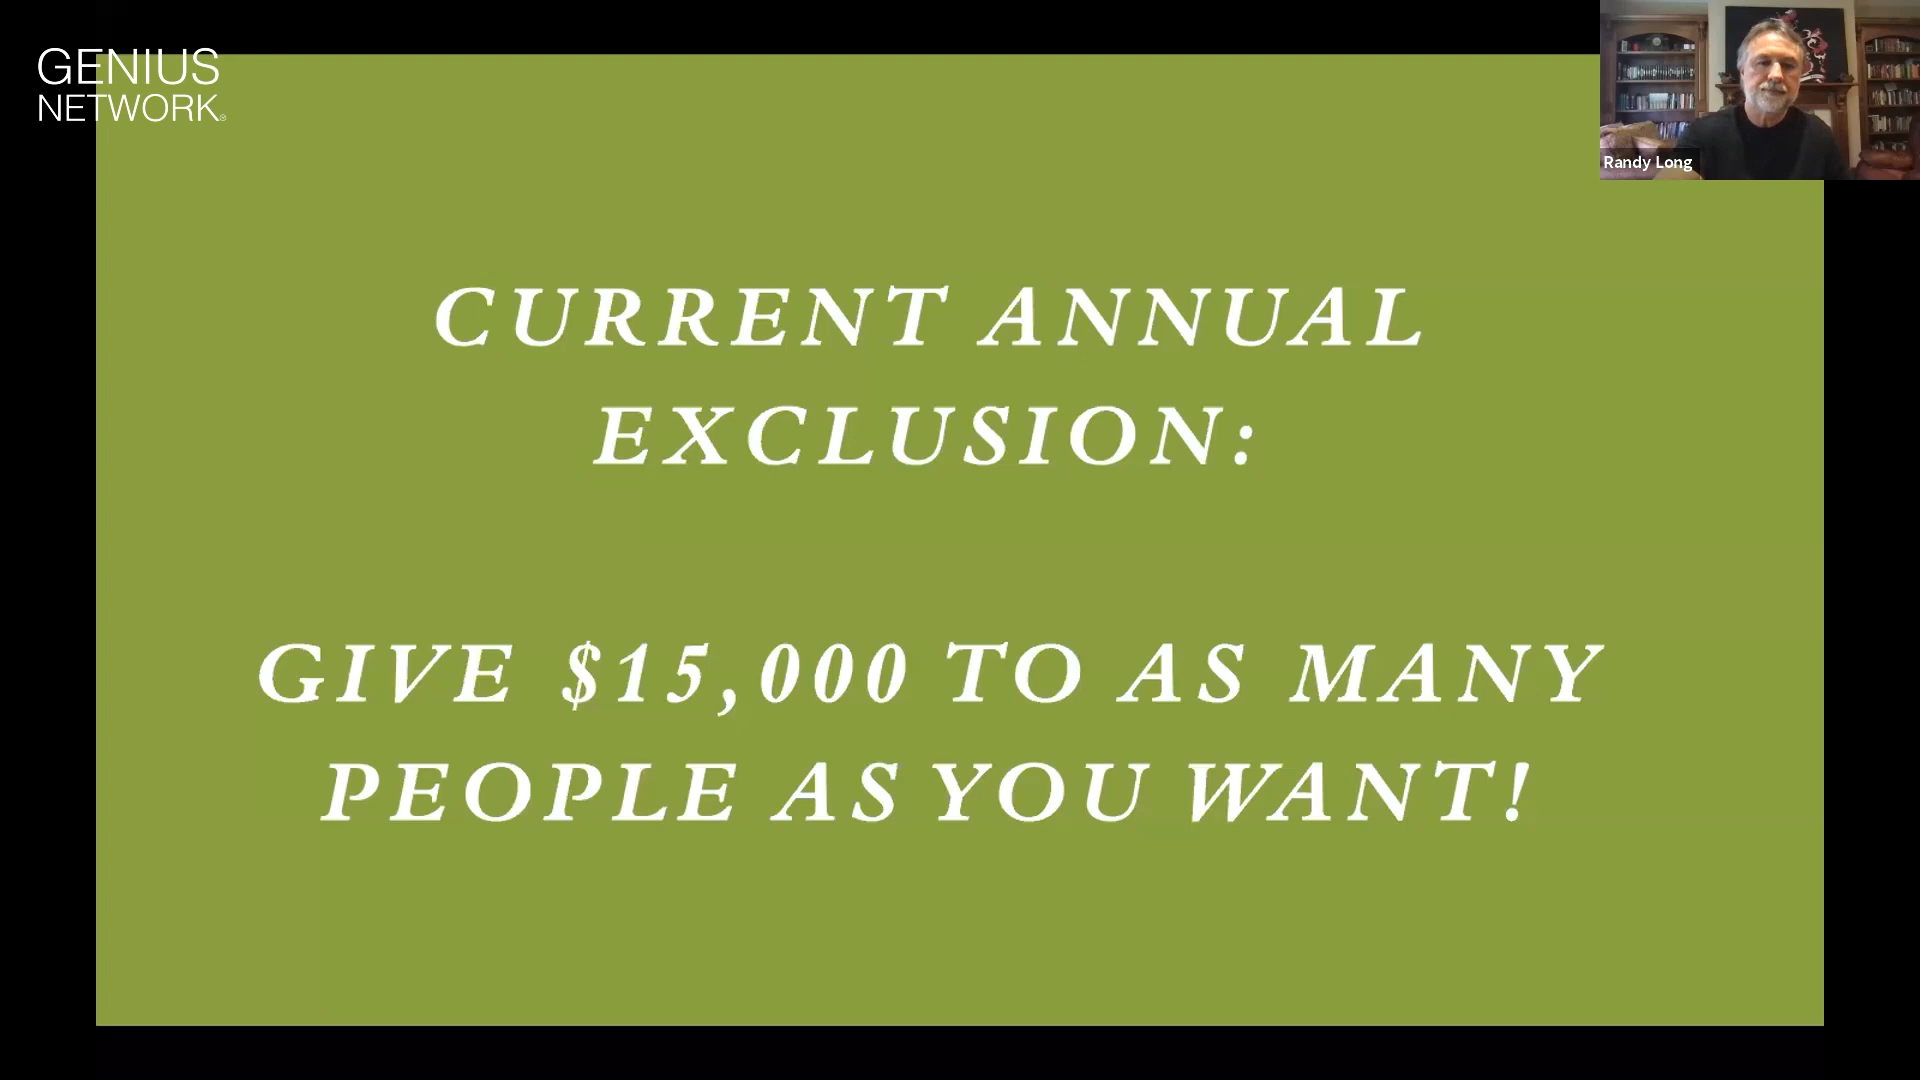 GENIUS
NETWORK®
Randy Long
CURRENT ANNUAL
EXCLUSION:
GIVE $15,000 TO AS MANY
PEOPLE AS YOU WANT!